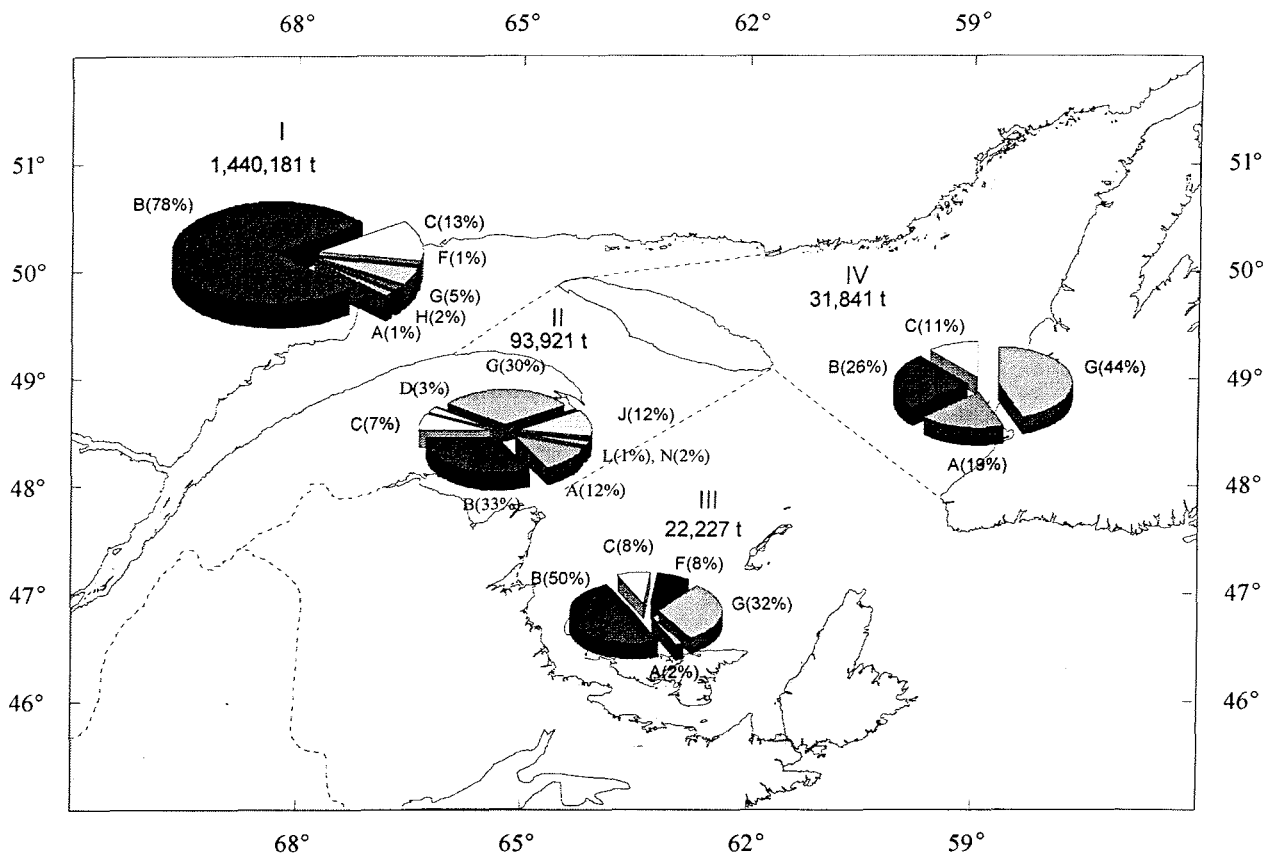 68° 65° 62° 59°
I
1,440,181 t
51° 51°
B(78%)
C(13%)
F(1%)
50° 50°
G(5%)
H(2%)
A(1%)
IV
31,841 t
C(11%)
B(26%)
G(44%)
A(19%)
II
93,921 t
49° 49°
G(30%)
D(3%)
C(7%)
J(12%)
L(1%), N(2%)
A(12%)
B(33%)
48° 48°
III
22,227 t
C(8%)
F(8%)
B(50%)
G(32%)
A(2%)
47° 47°
46° 46°
68° 65° 62° 59°